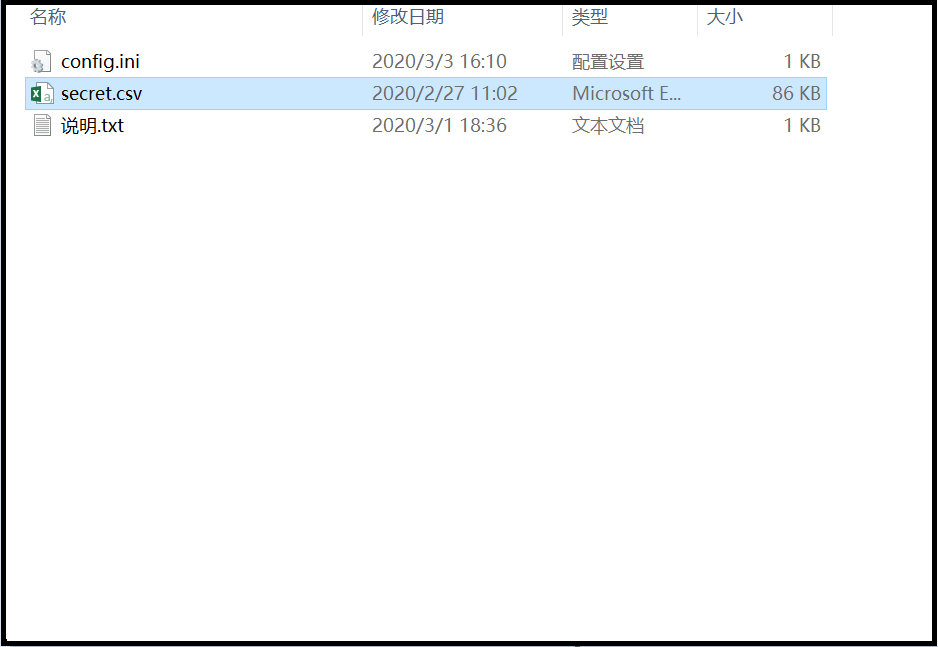 名称 修改日期 类型 大小
config.ini 2020/3/3 16:10 配置设置 1 KB
secret.csv 2020/2/27 11:02 Microsoft E... 86 KB
说明.txt 2020/3/1 18:36 文本文档 1 KB